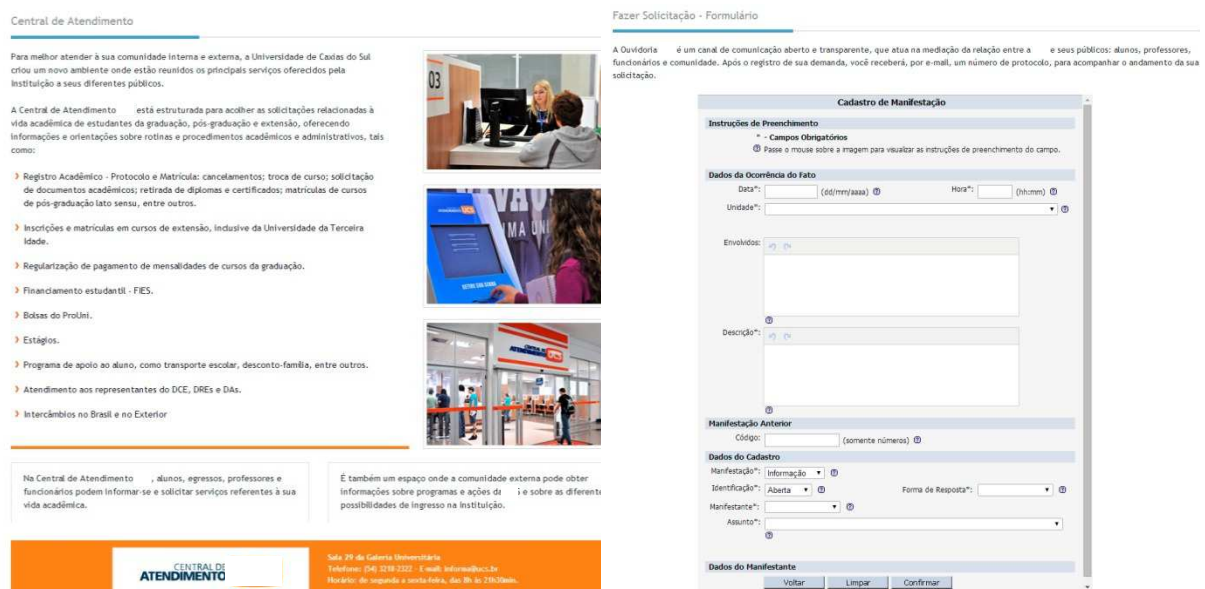 Central de Atendimento
Para melhor atender à sua comunidade interna e externa, a Universidade de Caxias do Sul
criou um novo ambiente onde estão reunidos os principais serviços oferecidos pela
Instituição a seus diferentes públicos.
A Central de Atendimento está estruturada para acolher as solicitações relacionadas à
vida acadêmica de estudantes da graduação, pós-graduação e extensão, oferecendo
informações e orientações sobre rotinas e procedimentos acadêmicos e administrativos, tais
como:
Registro Acadêmico - Protocolo e Matrícula: cancelamentos; troca de curso; solicitação
de documentos acadêmicos; retirada de diplomas e certificados; matrículas de cursos
de pós-graduação lato sensu, entre outros.
Inscrições e matrículas em cursos de extensão, inclusive da Universidade da Terceira
Idade.
Regularização de pagamento de mensalidades de cursos da graduação.
Financiamento estudantil - FIES.
Bolsas do ProUni.
Estágios.
Programa de apoio ao aluno, como transporte escolar, desconto-família, entre outros.
Atendimento aos representantes do DCE, DREs e DAs.
Intercâmbios no Brasil e no Exterior
03
UCS
RETIRE SUA SENHA
CENTRAL DE
ATENDIMENTO UCS
Na Central de Atendimento , alunos, egressos, professores e
funcionários podem informar-se e solicitar serviços referentes à sua
vida acadêmica.
É também um espaço onde a comunidade externa pode obter
informações sobre programas e ações da e sobre as diferente
possibilidades de ingresso na Instituição.
CENTRAL DE
ATENDIMENTO
Sala 29 da Galeria Universitária
Telefone: (54) 3218-2322 - E-mail: informa@ucs.br
Horário: de segunda a sexta-feira, das 8h às 21h30min.
Fazer Solicitação - Formulário
A Ouvidoria é um canal de comunicação aberto e transparente, que atua na mediação da relação entre a e seus públicos: alunos, professores,
funcionários e comunidade. Após o registro de sua demanda, você receberá, por e-mail, um número de protocolo, para acompanhar o andamento da sua
solicitação.
Cadastro de Manifestação
Instruções de Preenchimento
* - Campos Obrigatórios
Passe o mouse sobre a imagem para visualizar as instruções de preenchimento do campo.
Dados da Ocorrência do Fato
Data*: (dd/mm/aaaa) Hora*: (hh:mm)
Unidade*:
Envolvidos:
Descrição*:
Manifestação Anterior
Código: (somente números)
Dados do Cadastro
Manifestação*: Informação
Identificação*: Aberta Forma de Resposta*:
Manifestante*:
Assunto*:
Dados do Manifestante
Voltar Limpar Confirmar